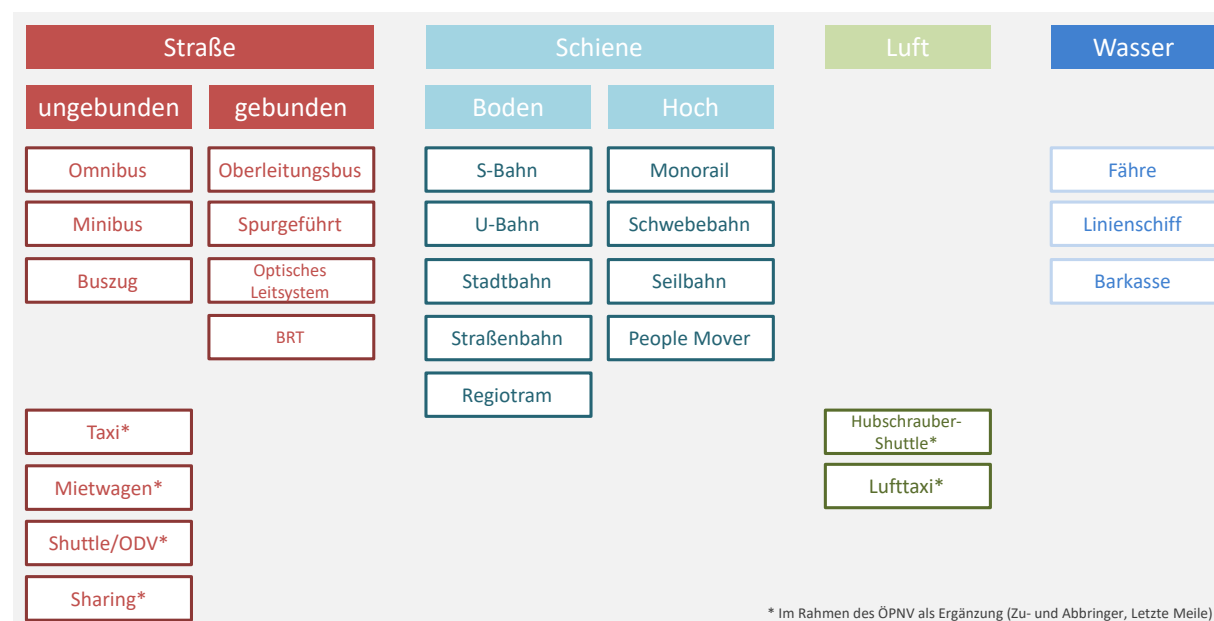 Straße
Schiene
Luft
Wasser
ungebunden
gebunden
Boden
Hoch
Omnibus
Oberleitungsbus
S-Bahn
Monorail
Fähre
Minibus
Spurgeführt
U-Bahn
Schwebebahn
Linienschiff
Buszug
Optisches
Leitsystem
Stadtbahn
Seilbahn
Barkasse
BRT
Straßenbahn
People Mover
Regiotram
Taxi*
Hubschrauber-
Shuttle*
Mietwagen*
Lufttaxi*
Shuttle/ODV*
Sharing*
* Im Rahmen des ÖPNV als Ergänzung (Zu- und Abbringer, Letzte Meile)